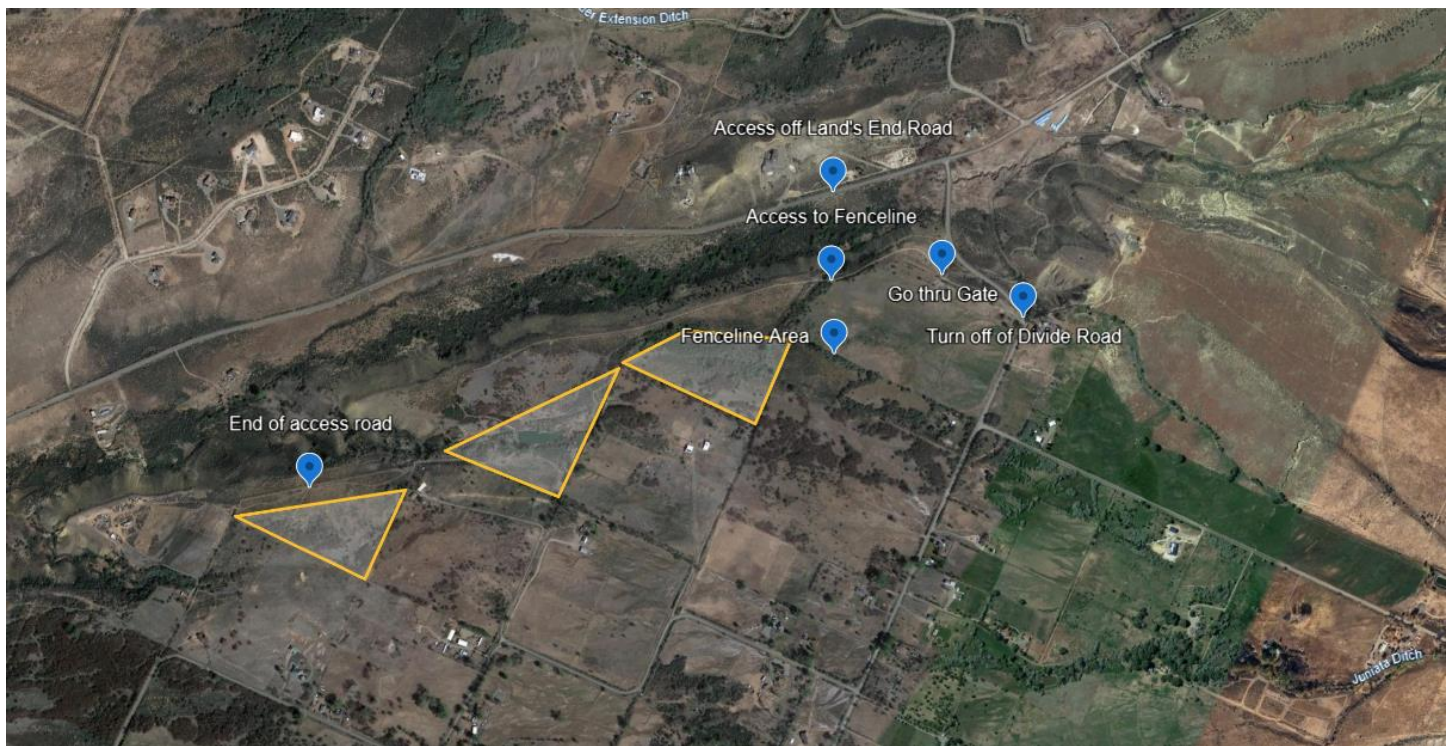 Extension Ditch
Access off Land's End Road
Access to Fenceline
Go thru Gate
Fenceline Area
Turn off of Divide Road
End of access road
Juniata Ditch